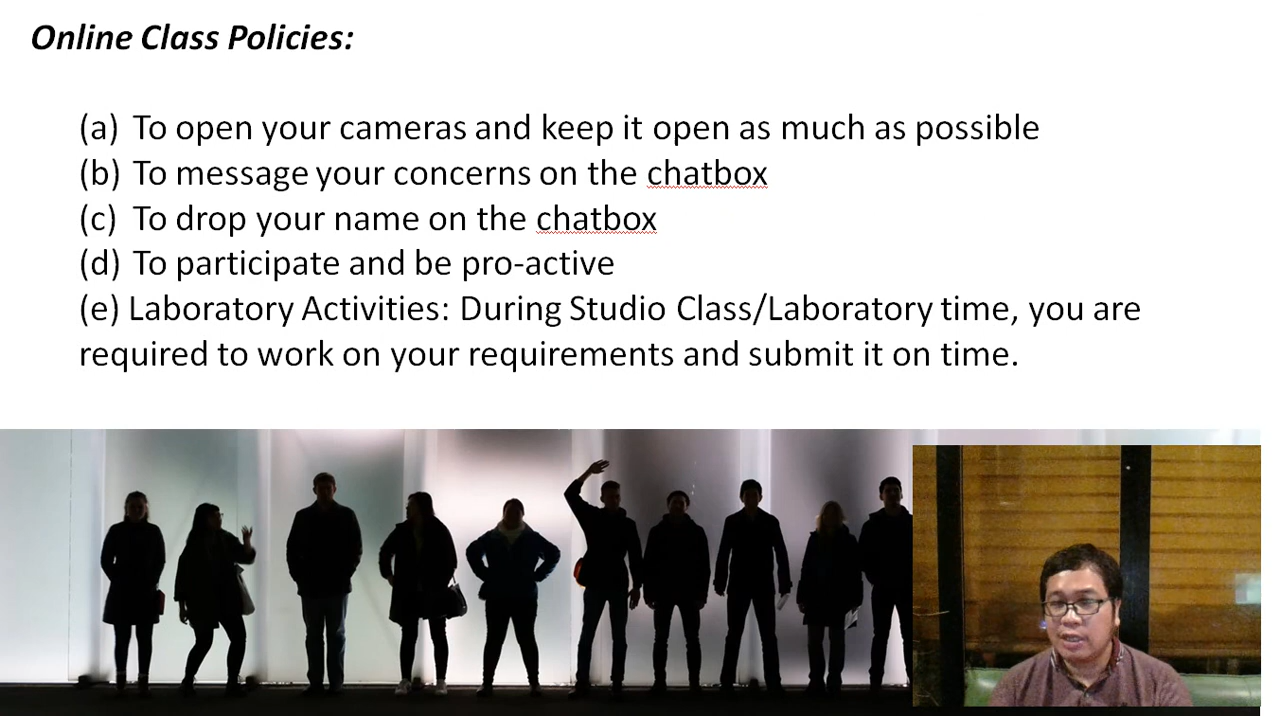 Online Class Policies:
(a) To open your cameras and keep it open as much as possible
(b) To message your concerns on the chatbox
(c) To drop your name on the chatbox
(d) To participate and be pro-active
(e) Laboratory Activities: During Studio Class/Laboratory time, you are
required to work on your requirements and submit it on time.